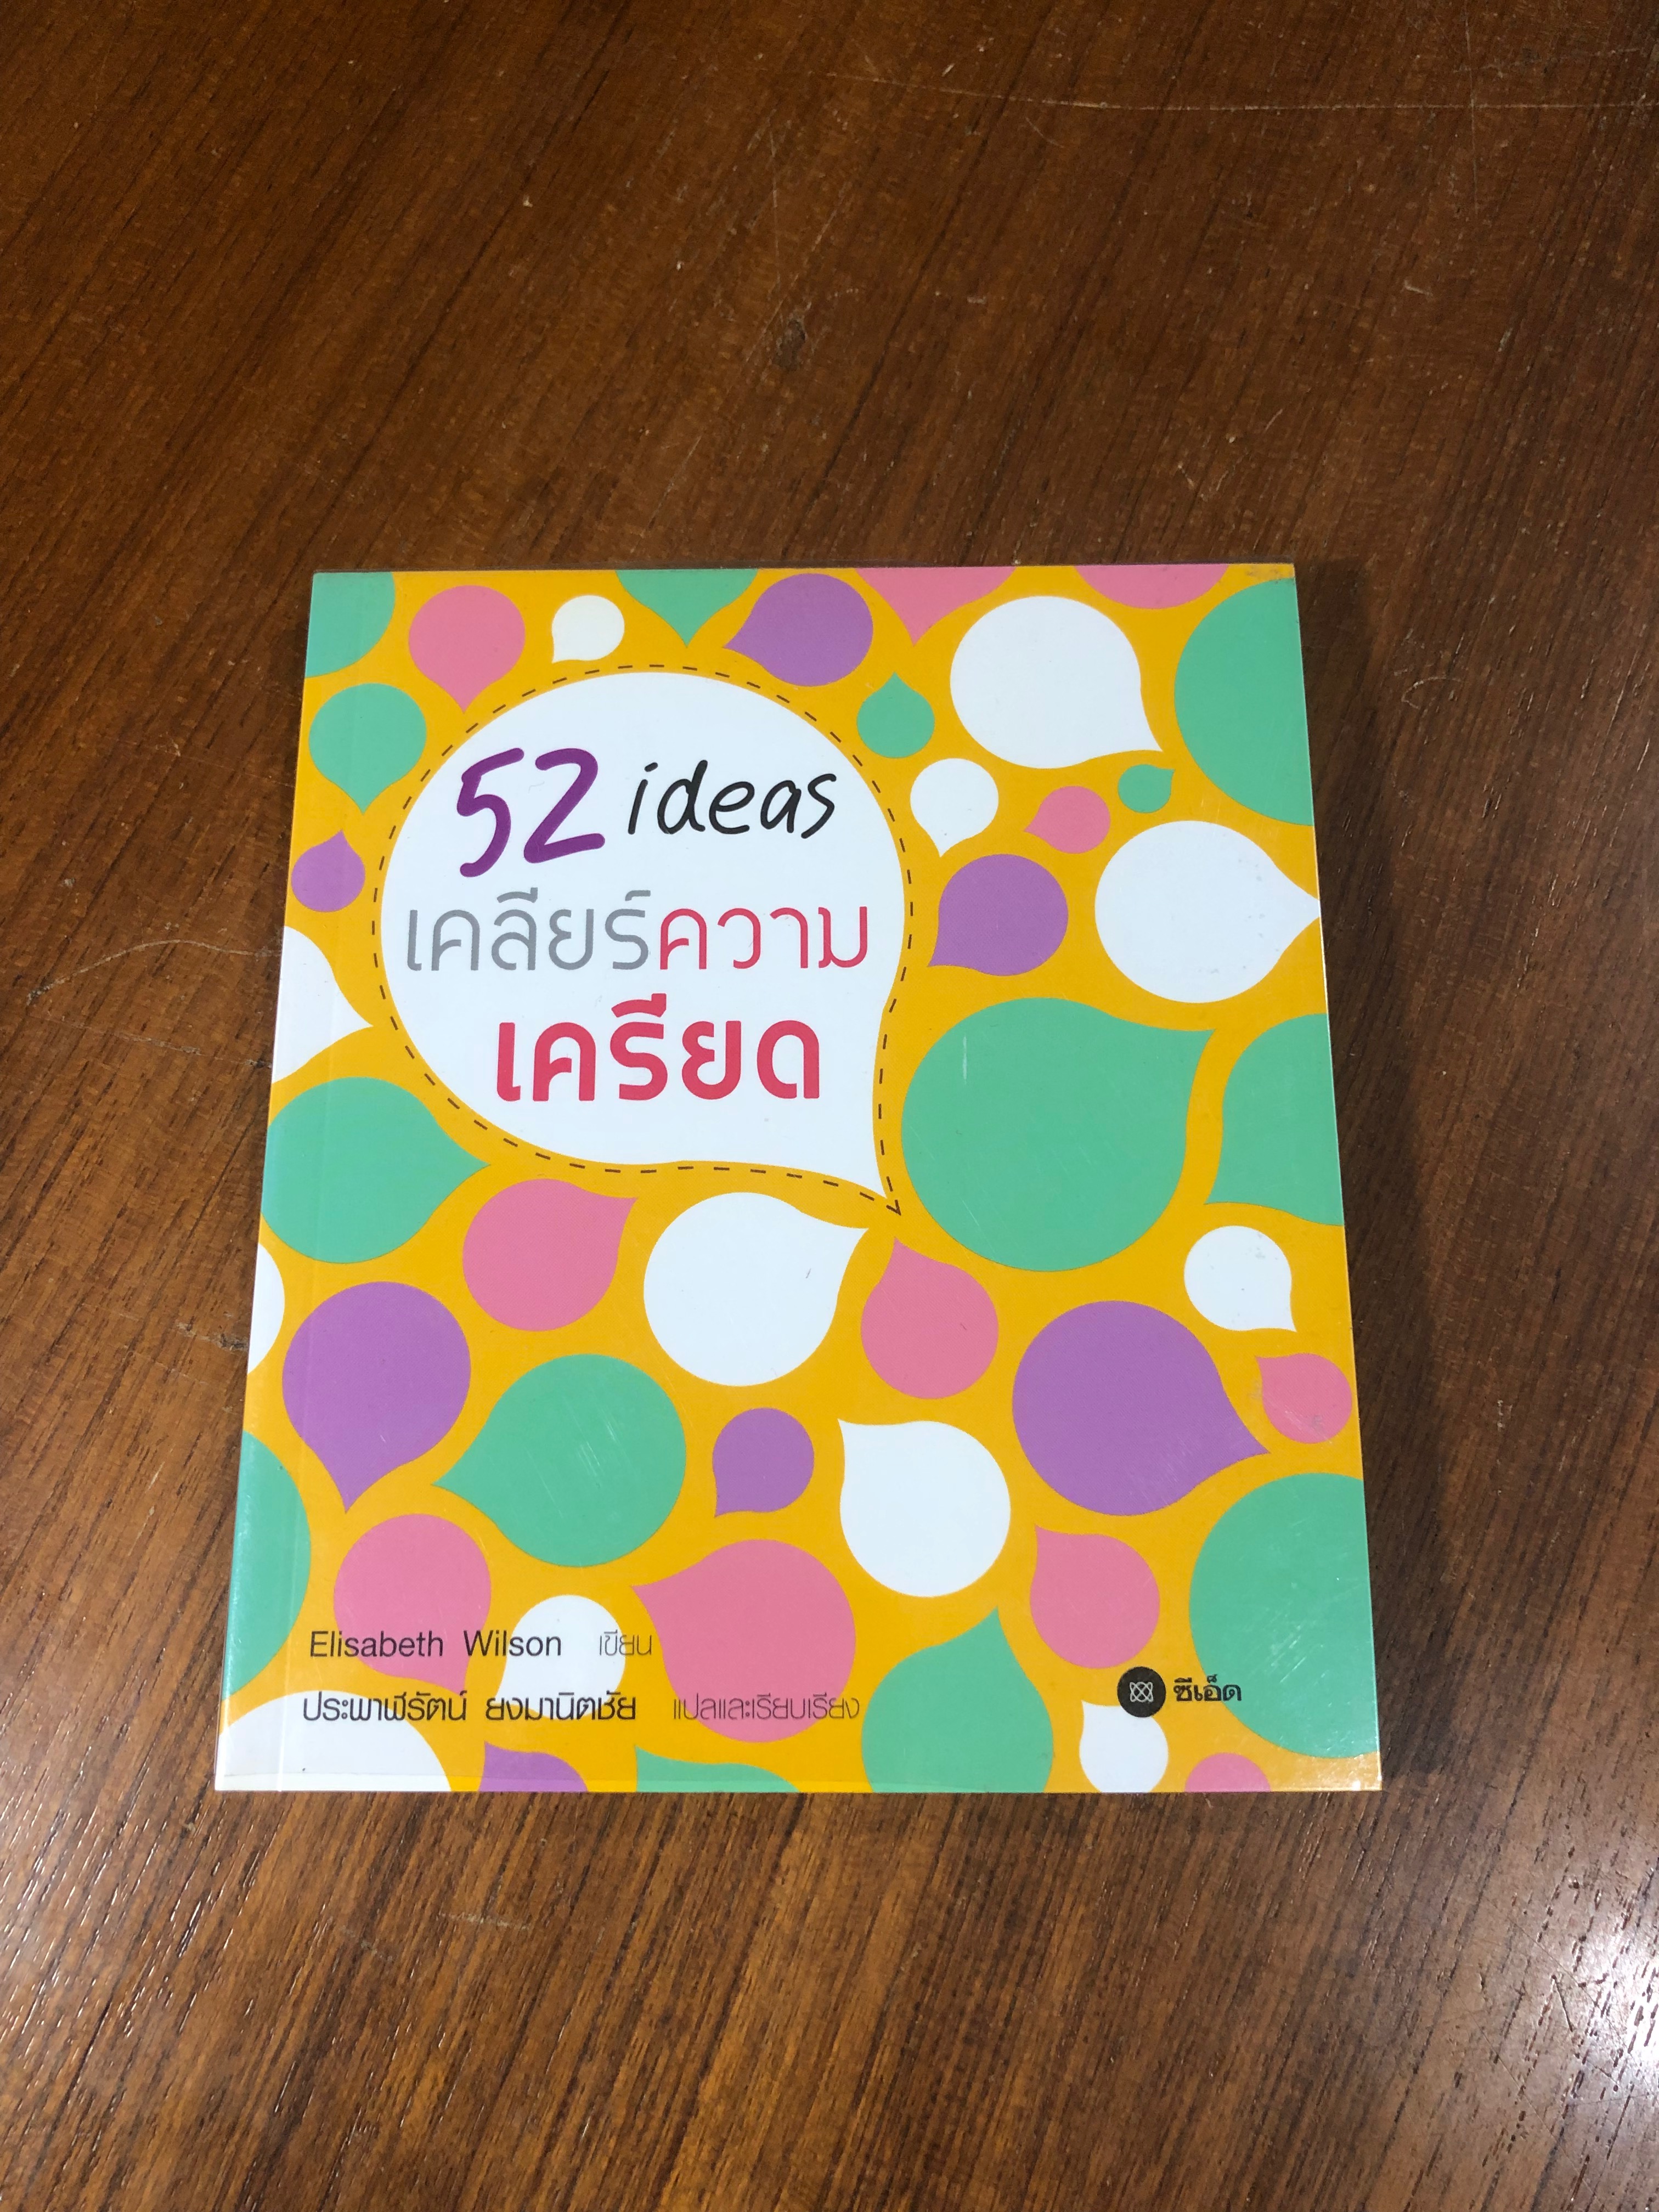 52 ideas
เคลียร์ความ
เครียด
Elisabeth Wilson เขียน
ประพาฬรัตน์ ยงมานิตชัย แปลและเรียบเรียง
ซีเอ็ด